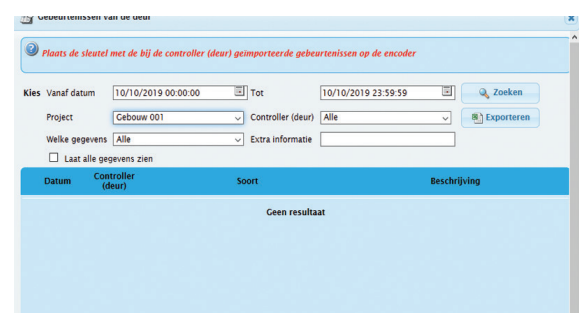 Gebeurtenissen van de deur
Plaats de sleutel met de bij de controller (deur) geïmporteerde gebeurtenissen op de encoder
Kies Vanaf datum 10/10/2019 00:00:00 Tot 10/10/2019 23:59:59 Zoeken
Project Gebouw 001 Controller (deur) Alle Exporteren
Welke gegevens Alle Extra informatie
Laat alle gegevens zien
Datum Controller (deur) Soort Beschrijving
Geen resultaat